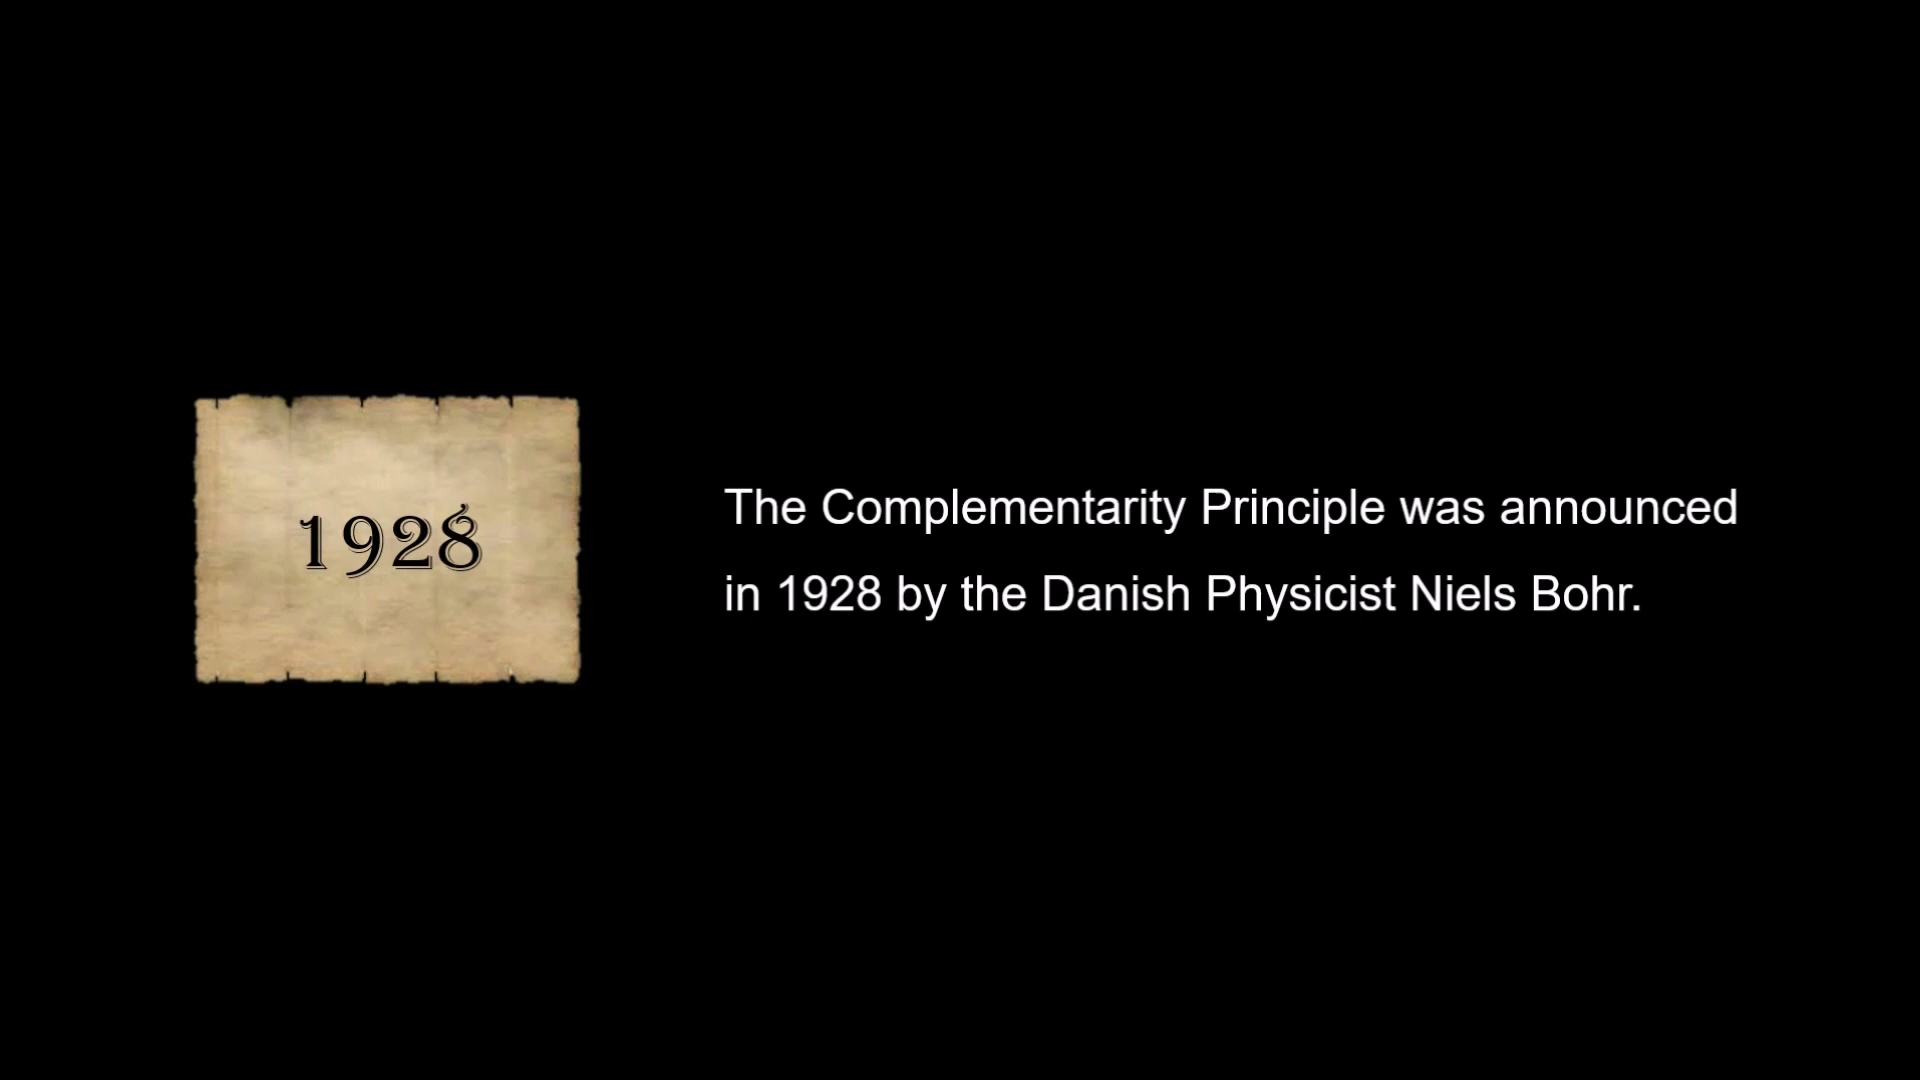 1928
The Complementarity Principle was announced
in 1928 by the Danish Physicist Niels Bohr.